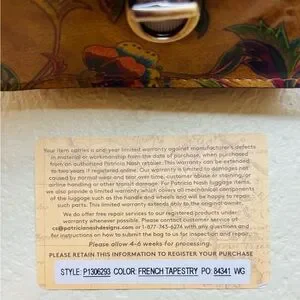 Your item carries a one-year limited warranty against manufacturer's defects
in material or workmanship from the date of purchase, when purchased
from an authorized Patricia Nash retailer. This warranty can be extended
to two years if registered online. Our warranty is limited to damages not
caused by normal wear and tear over time, customer abuse or staining, or
airline handling or other transit damage. For Patricia Nash luggage items,
we also provide a limited warranty which covers all mechanical components
of the luggage such as the handle and wheels and will be happy to repair
such parts. This limited warranty extends only to the original owner.
We do offer free repair services to our registered products under
warranty whenever possible. Please contact customer service at
cs@patricianashdesigns.com or 1-877-743-6274 with any questions and
for instructions on how to submit the bag to us for inspection and repair.
Please allow 4-6 weeks for processing.
PLEASE RETAIN THIS INFORMATION TO REGISTER PURCHASE
STYLE: P1306293 COLOR: FRENCH TAPESTRY PO: 84341 WG